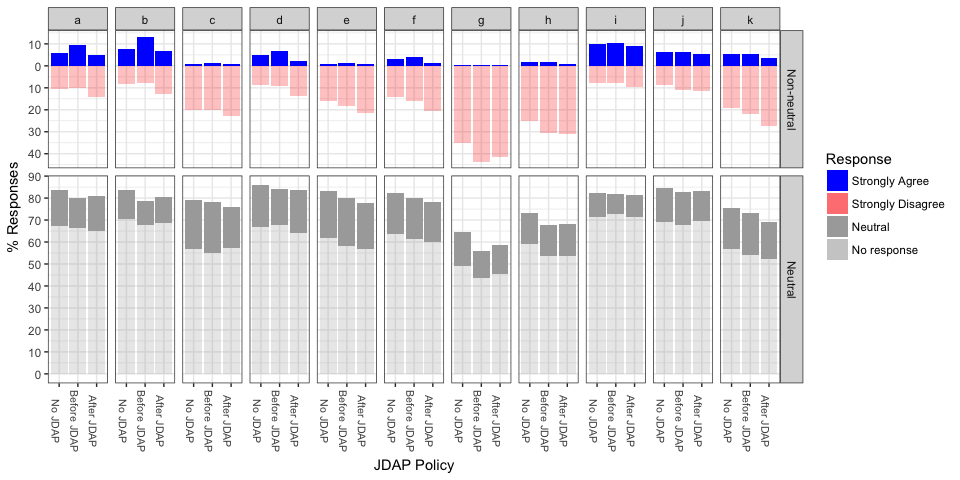 a b c d e f g h i j k
10
0
10
20
30
40
Non-neutral
90
80
70
60
50
40
30
20
10
0
Neutral
% Responses
No JDAP Before JDAP After JDAP No JDAP Before JDAP After JDAP No JDAP Before JDAP After JDAP No JDAP Before JDAP After JDAP No JDAP Before JDAP After JDAP No JDAP Before JDAP After JDAP No JDAP Before JDAP After JDAP No JDAP Before JDAP After JDAP No JDAP Before JDAP After JDAP No JDAP Before JDAP After JDAP No JDAP Before JDAP After JDAP
JDAP Policy
Response
Strongly Agree
Strongly Disagree
Neutral
No response